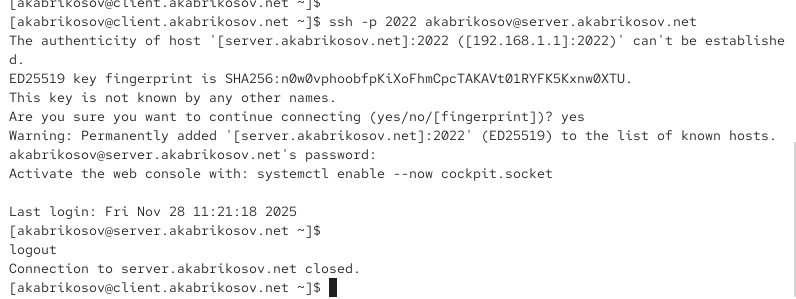 [akabrikosov@client.akabrikosov.net ~]$
[akabrikosov@client.akabrikosov.net ~]$ ssh -p 2022 akabrikosov@server.akabrikosov.net
The authenticity of host '[server.akabrikosov.net]:2022 ([192.168.1.1]:2022)' can't be establishe
d.
ED25519 key fingerprint is SHA256:n0w0vphoobfpKiXoFhmCpcTAKAVt01RYFK5Kxnw0XTU.
This key is not known by any other names.
Are you sure you want to continue connecting (yes/no/[fingerprint])? yes
Warning: Permanently added '[server.akabrikosov.net]:2022' (ED25519) to the list of known hosts.
akabrikosov@server.akabrikosov.net's password:
Activate the web console with: systemctl enable --now cockpit.socket
Last login: Fri Nov 28 11:21:18 2025
[akabrikosov@server.akabrikosov.net ~]$
logout
Connection to server.akabrikosov.net closed.
[akabrikosov@client.akabrikosov.net ~]$